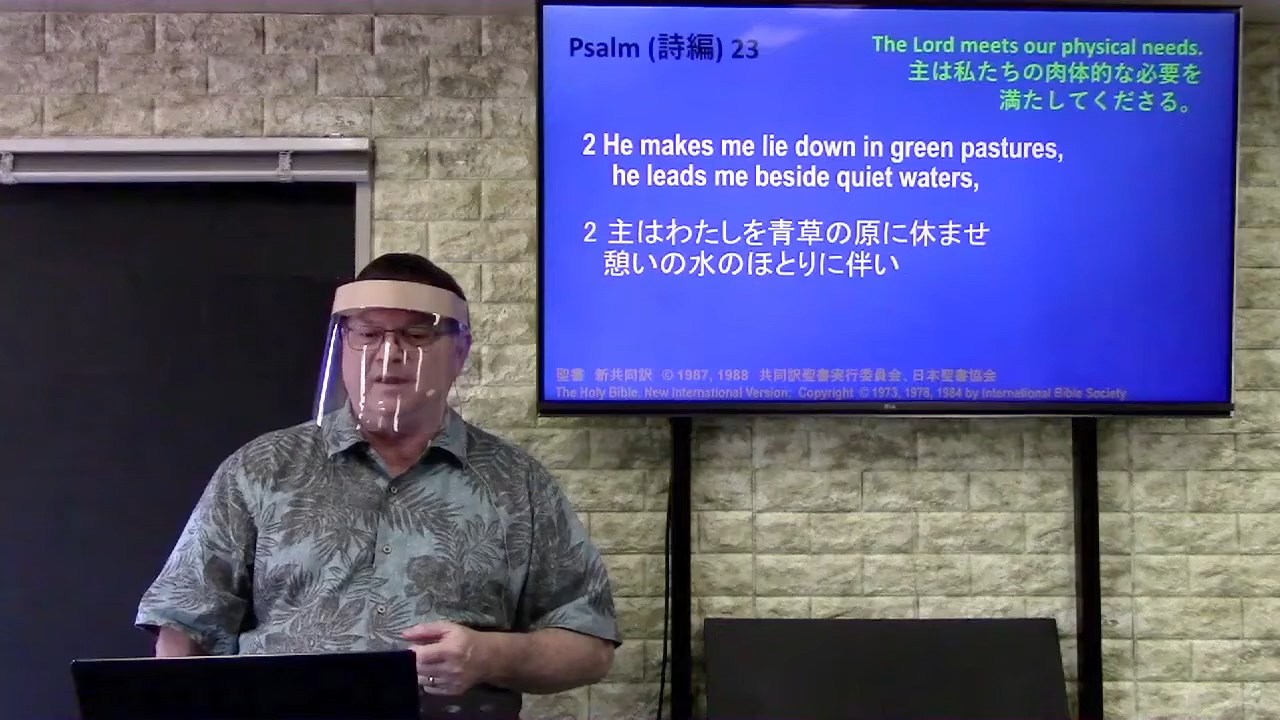 Psalm (詩編) 23
The Lord meets our physical needs.
主は私たちの肉体的な必要を
満たしてくださる。
2 He makes me lie down in green pastures,
he leads me beside quiet waters,
2 主はわたしを青草の原に休ませ
憩いの水のほとりに伴い
聖書 新共同訳 © 1987, 1988 共同訳聖書実行委員会、日本聖書協会
The Holy Bible, New International Version; Copyright © 1973, 1978, 1984 by International Bible Society